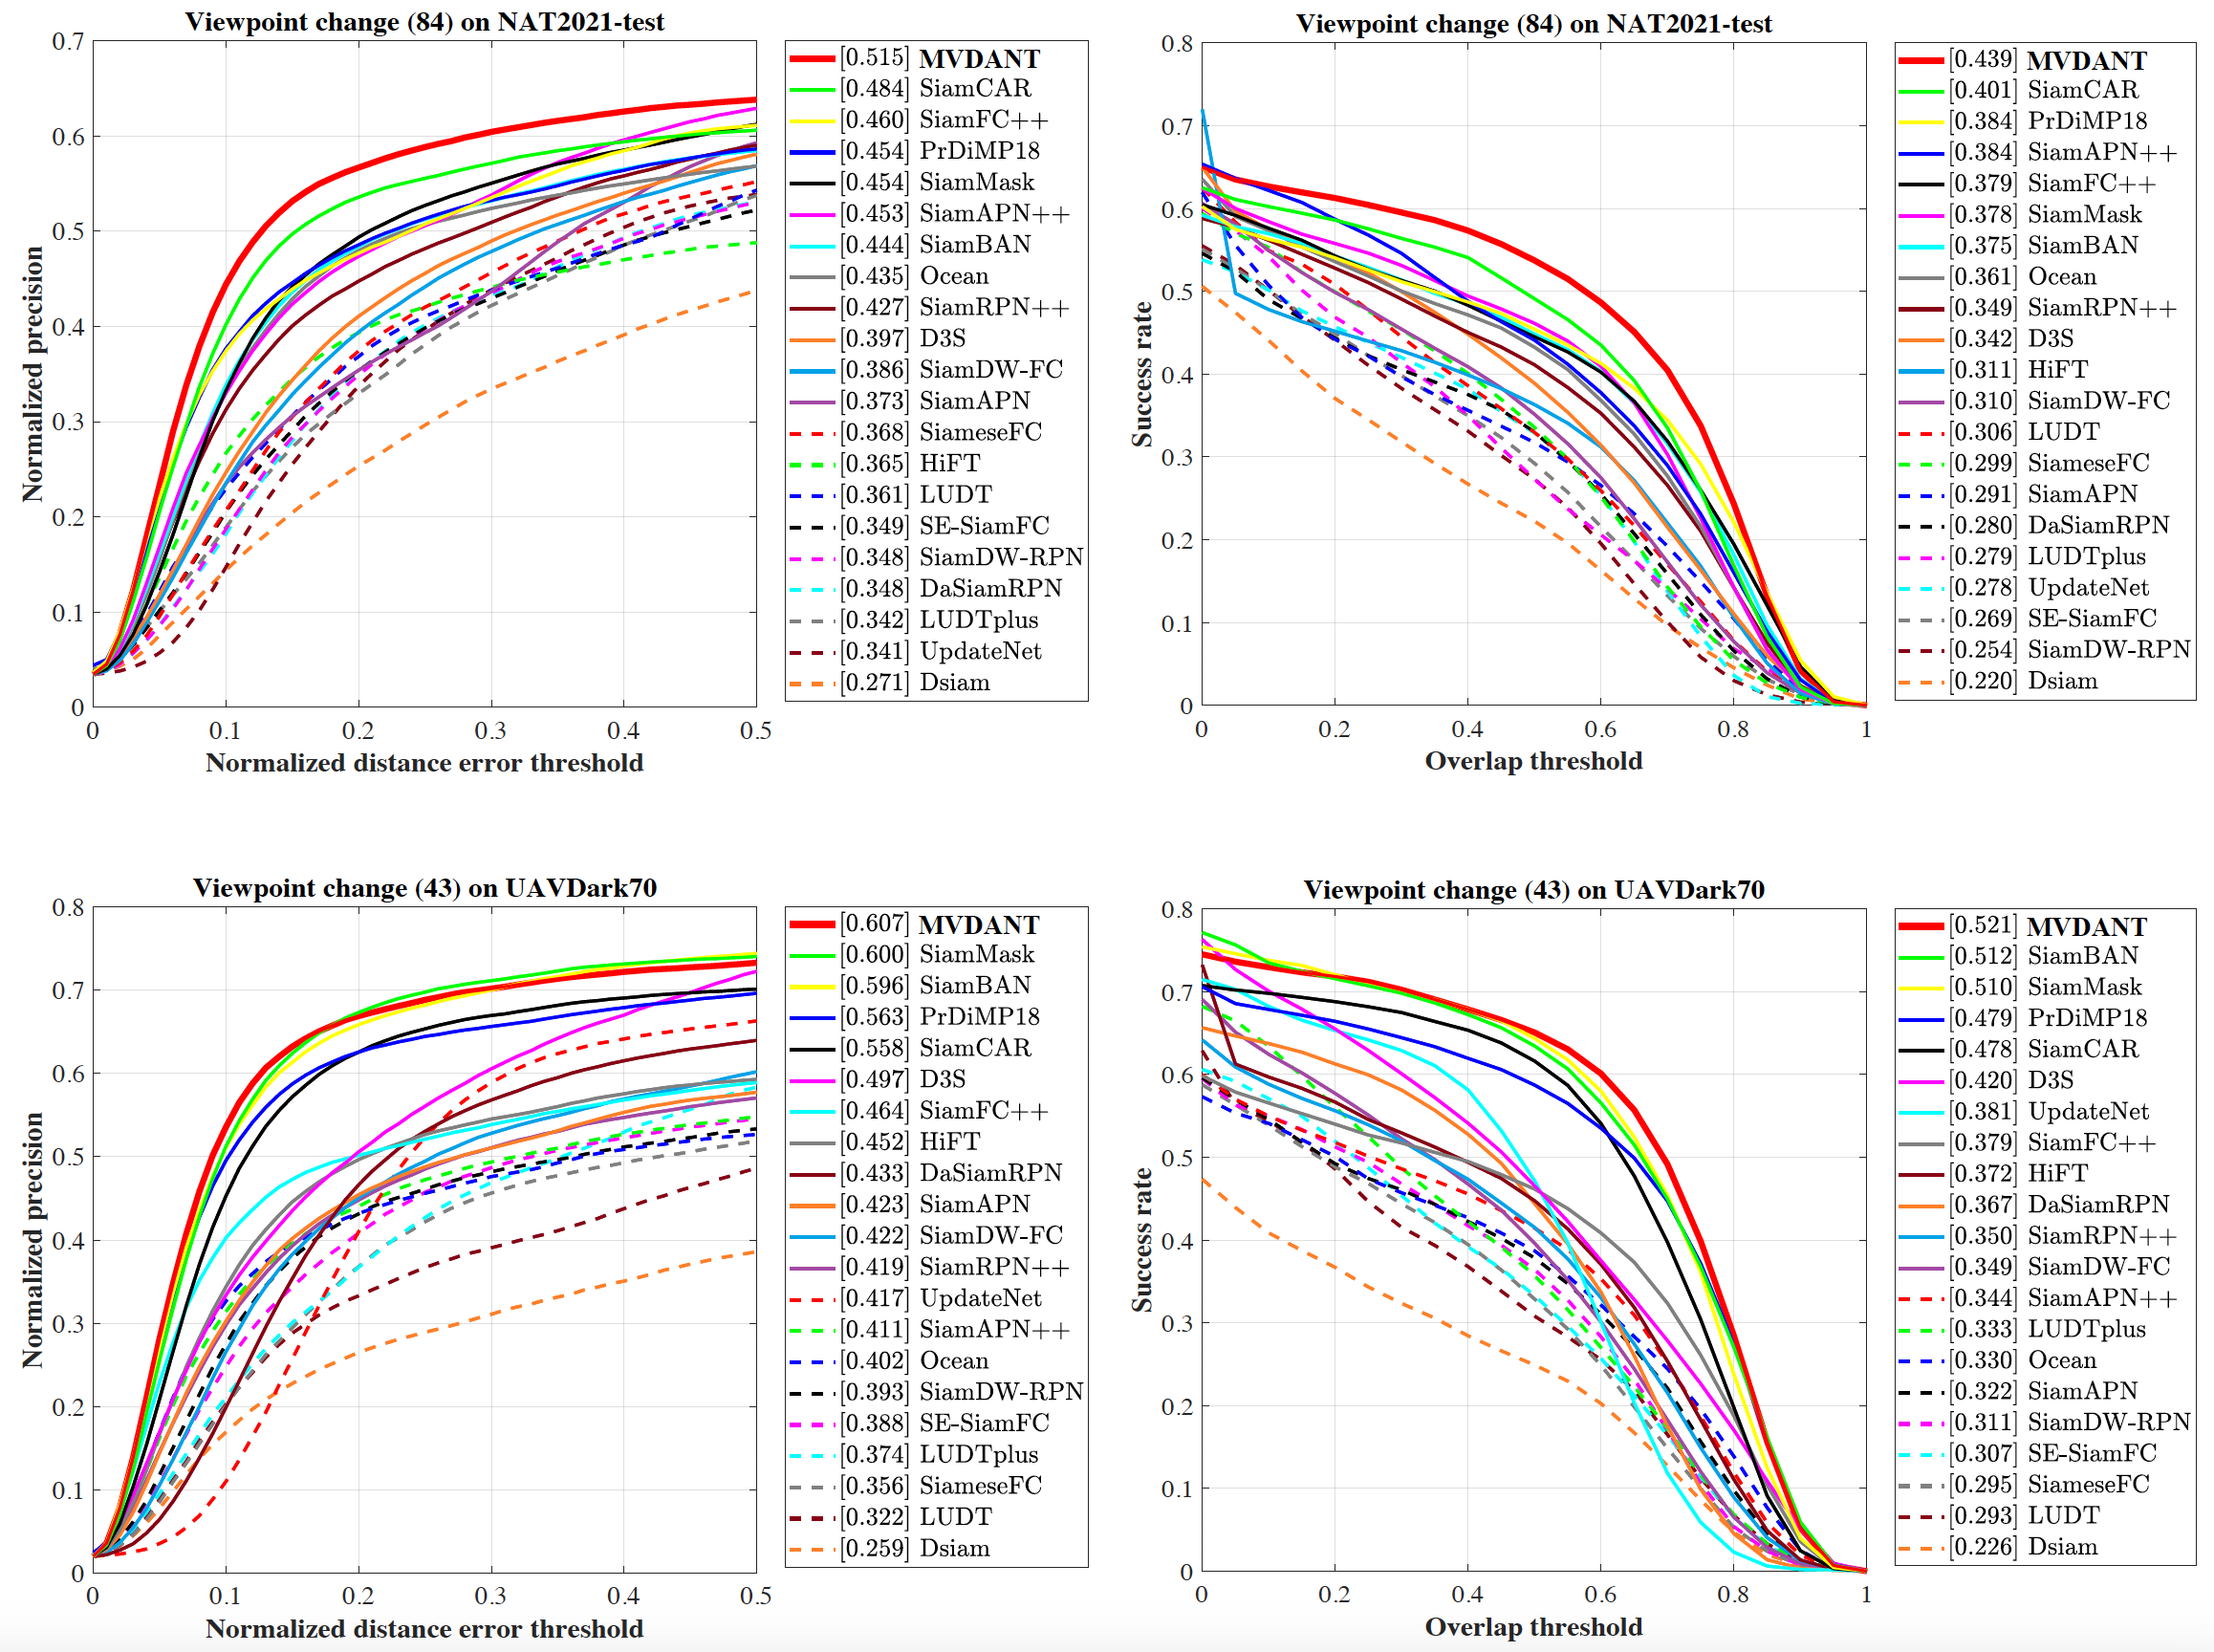 Viewpoint change (84) on NAT2021-test
0.7
0.6
0.5
0.4
0.3
0.2
0.1
0
Normalized precision
0 0.1 0.2 0.3 0.4 0.5
Normalized distance error threshold
[0.515] MVDANT
[0.484] SiamCAR
[0.460] SiamFC++
[0.454] PrDiMP18
[0.454] SiamMask
[0.453] SiamAPN++
[0.444] SiamBAN
[0.435] Ocean
[0.427] SiamRPN++
[0.397] D3S
[0.386] SiamDW-FC
[0.373] SiamAPN
[0.368] SiameseFC
[0.365] HiFT
[0.361] LUDT
[0.349] SE-SiamFC
[0.348] SiamDW-RPN
[0.348] DaSiamRPN
[0.342] LUDTplus
[0.341] UpdateNet
[0.271] Dsiam
Viewpoint change (84) on NAT2021-test
0.8
0.7
0.6
0.5
0.4
0.3
0.2
0.1
0
Success rate
0 0.2 0.4 0.6 0.8 1
Overlap threshold
[0.439] MVDANT
[0.401] SiamCAR
[0.384] PrDiMP18
[0.384] SiamAPN++
[0.379] SiamFC++
[0.378] SiamMask
[0.375] SiamBAN
[0.361] Ocean
[0.349] SiamRPN++
[0.342] D3S
[0.311] HiFT
[0.310] SiamDW-FC
[0.306] LUDT
[0.299] SiameseFC
[0.291] SiamAPN
[0.280] DaSiamRPN
[0.279] LUDTplus
[0.278] UpdateNet
[0.269] SE-SiamFC
[0.254] SiamDW-RPN
[0.220] Dsiam
Viewpoint change (43) on UAVDark70
0.8
0.7
0.6
0.5
0.4
0.3
0.2
0.1
0
Normalized precision
0 0.1 0.2 0.3 0.4 0.5
Normalized distance error threshold
[0.607] MVDANT
[0.600] SiamMask
[0.596] SiamBAN
[0.563] PrDiMP18
[0.558] SiamCAR
[0.497] D3S
[0.464] SiamFC++
[0.452] HiFT
[0.433] DaSiamRPN
[0.423] SiamAPN
[0.422] SiamDW-FC
[0.419] SiamRPN++
[0.417] UpdateNet
[0.411] SiamAPN++
[0.402] Ocean
[0.393] SiamDW-RPN
[0.388] SE-SiamFC
[0.374] LUDTplus
[0.356] SiameseFC
[0.322] LUDT
[0.259] Dsiam
Viewpoint change (43) on UAVDark70
0.8
0.7
0.6
0.5
0.4
0.3
0.2
0.1
0
Success rate
0 0.2 0.4 0.6 0.8 1
Overlap threshold
[0.521] MVDANT
[0.512] SiamBAN
[0.510] SiamMask
[0.479] PrDiMP18
[0.478] SiamCAR
[0.420] D3S
[0.381] UpdateNet
[0.379] SiamFC++
[0.372] HiFT
[0.367] DaSiamRPN
[0.350] SiamRPN++
[0.349] SiamDW-FC
[0.344] SiamAPN++
[0.333] LUDTplus
[0.330] Ocean
[0.322] SiamAPN
[0.311] SiamDW-RPN
[0.307] SE-SiamFC
[0.295] SiameseFC
[0.293] LUDT
[0.226] Dsiam